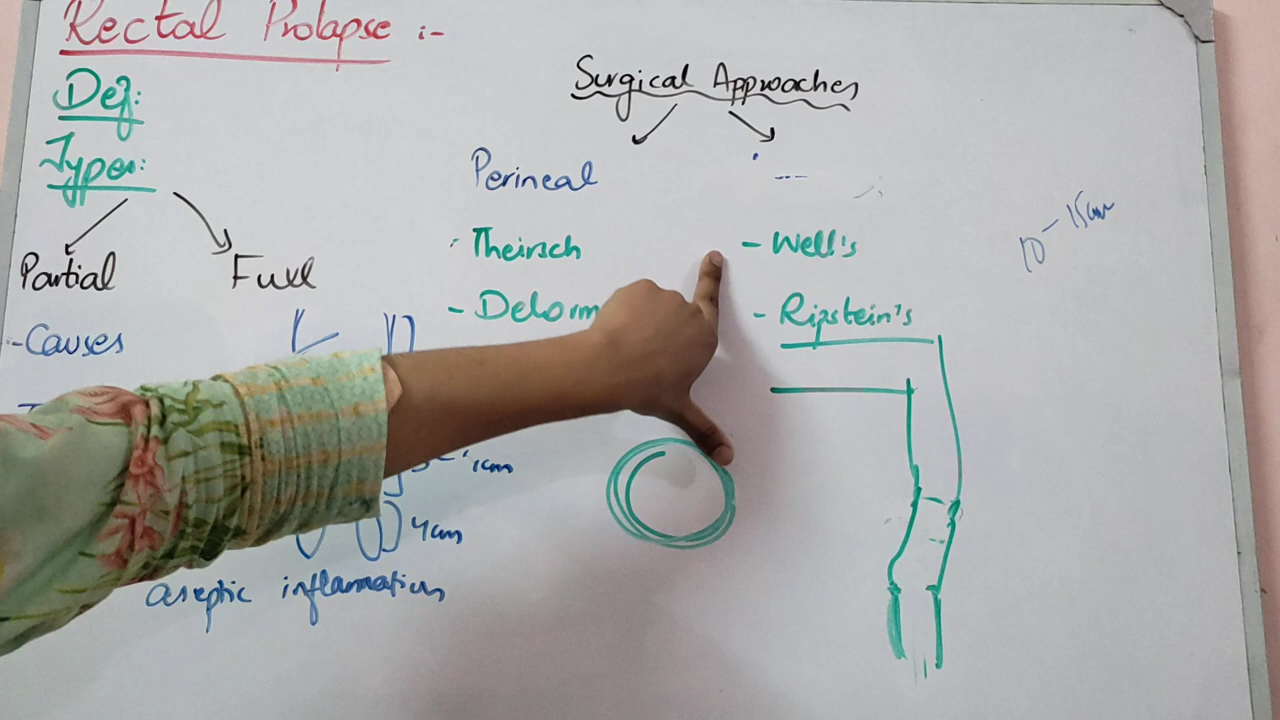 Rectal Prolapse :-
Def:
Types:
Partial Full
-Causes
1cm
4cm
aseptic inflammation
Surgical Approaches
Perineal ---
Theirsch
- Delorm
- Well's
- Ripstein's
10 - 15cm